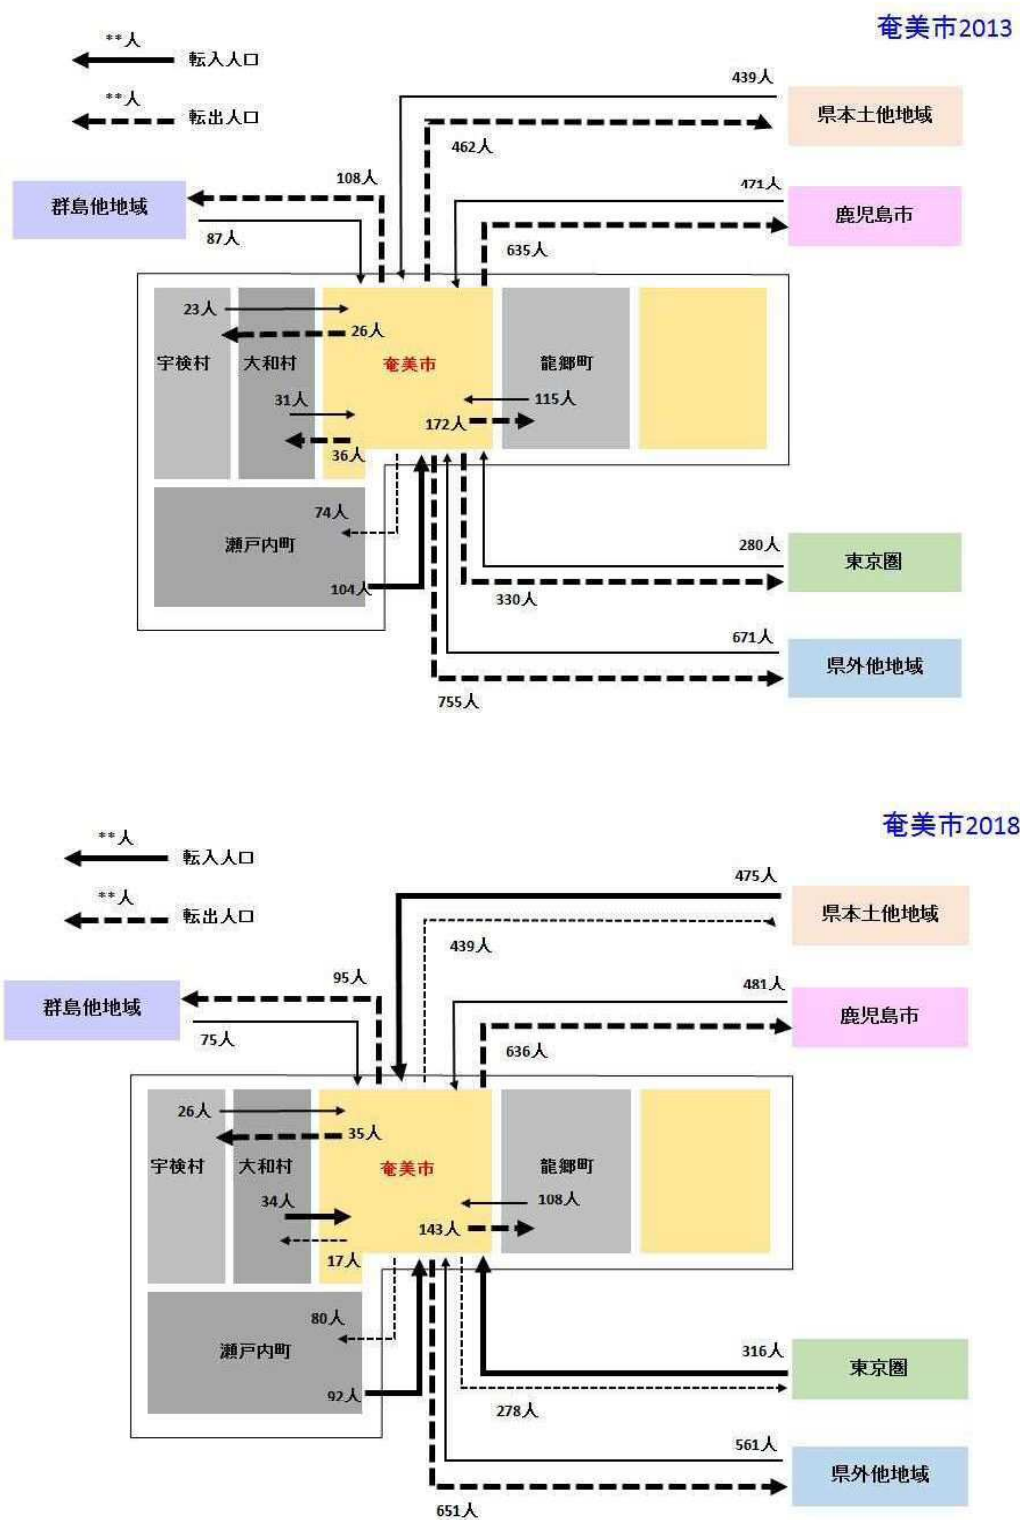 奄美市2013
**人
転入人口
**人
転出人口
439人
県本土他地域
462人
108人
471人
群島他地域
鹿児島市
87人
635人
23人
26人
宇検村
大和村
奄美市
龍郷町
31人
115人
172人
36人
74人
瀬戸内町
280人
東京圏
104人
330人
671人
県外他地域
755人
奄美市2018
**人
転入人口
**人
転出人口
475人
県本土他地域
439人
95人
481人
群島他地域
鹿児島市
75人
636人
26人
35人
宇検村
大和村
奄美市
龍郷町
34人
108人
143人
17人
80人
瀬戸内町
316人
東京圏
92人
278人
561人
県外他地域
651人